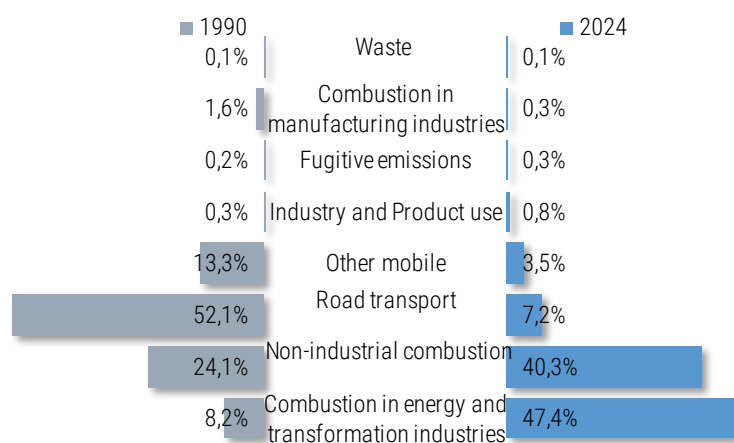 1990 2024
0,1% Waste 0,1%
Combustion in
1,6% manufacturing industries 0,3%
0,2% Fugitive emissions 0,3%
0,3% Industry and Product use 0,8%
13,3% Other mobile 3,5%
Road transport
52,1% 7,2%
Non-industrial combustion
24,1% 40,3%
Combustion in energy and
8,2% transformation industries 47,4%